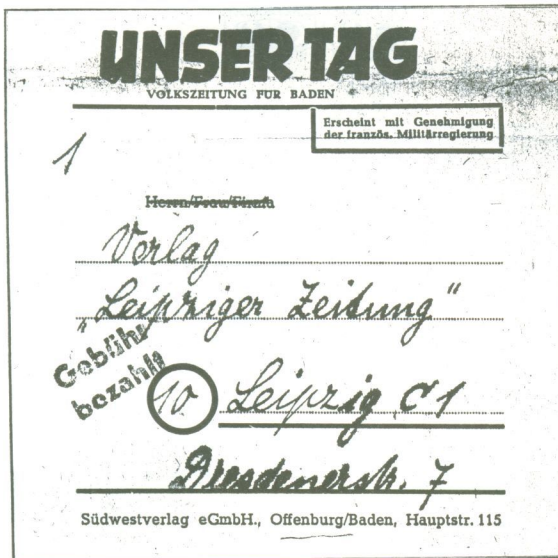 UNSER TAG
VOLKSZEITUNG FÜR BADEN
Erscheint mit Genehmigung
der französ. Militärregierung
1
Herrn/Frau/Firma
Verlag
„Leipziger Zeitung"
Gebühr
bezahlt
10 Leipzig C1
Dresdenerstr. 7
Südwestverlag eGmbH., Offenburg/Baden, Hauptstr. 115